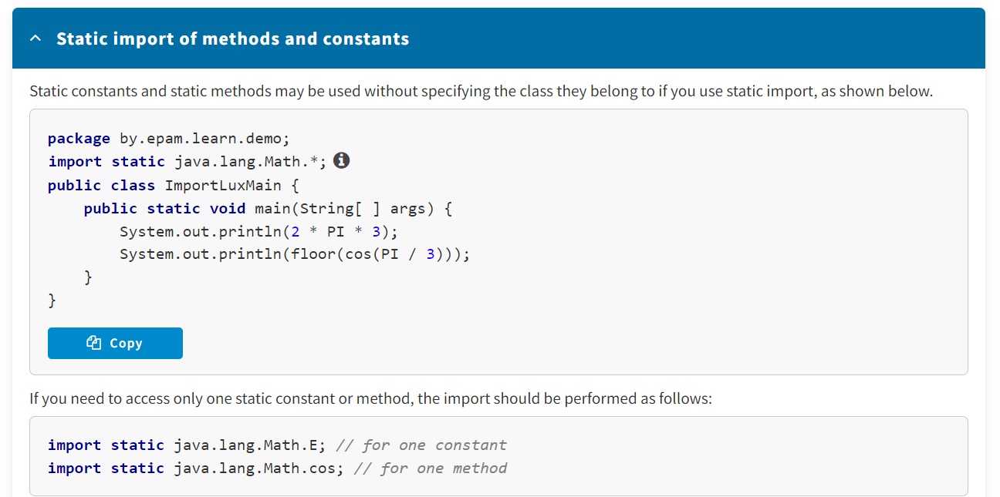 Static import of methods and constants
Static constants and static methods may be used without specifying the class they belong to if you use static import, as shown below.
package by.epam.learn.demo;
import static java.lang.Math.*;
public class ImportLuxMain {
    public static void main(String[ ] args) {
        System.out.println(2 * PI * 3);
        System.out.println(floor(cos(PI / 3)));
    }
}
Copy
If you need to access only one static constant or method, the import should be performed as follows:
import static java.lang.Math.E; // for one constant
import static java.lang.Math.cos; // for one method